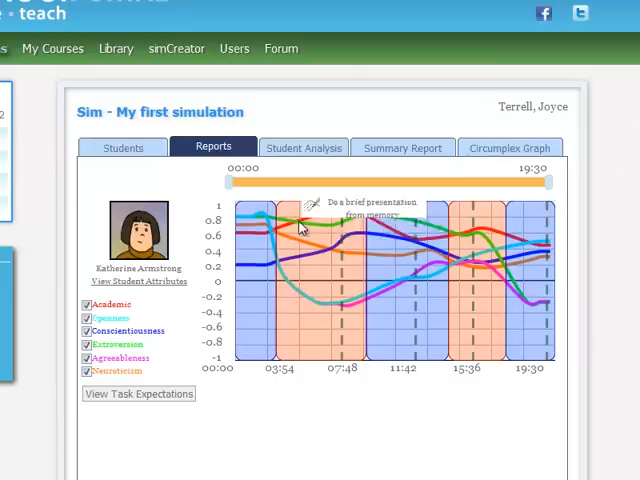 e • teach
My Courses Library simCreator Users Forum
Sim - My first simulation
Terrell, Joyce
Students Reports Student Analysis Summary Report Circumplex Graph
00:00 19:30
Do a brief presentation
from memory
1
0.8
0.6
0.4
0.2
0
-0.2
-0.4
-0.6
-0.8
-1
00:00 03:54 07:48 11:42 15:36 19:30
Katherine Armstrong
View Student Attributes
Academic
Openness
Conscientiousness
Extroversion
Agreeableness
Neuroticism
View Task Expectations